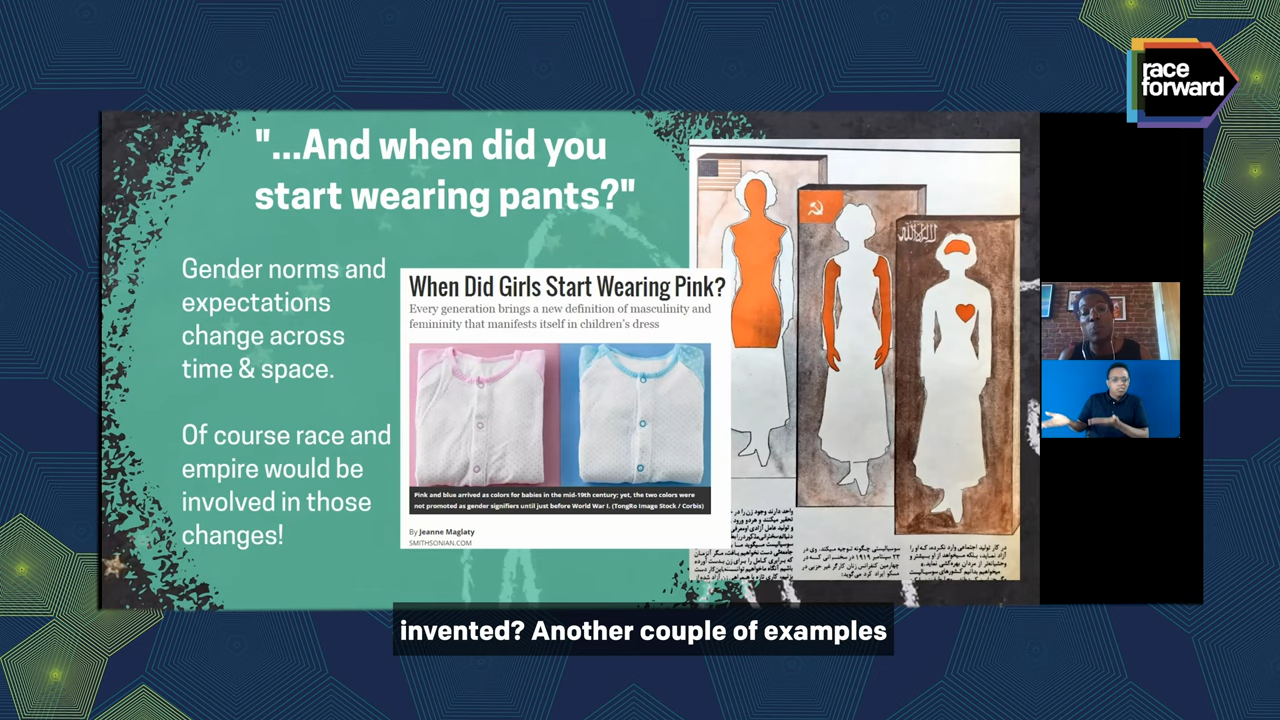 race
forward
"...And when did you
start wearing pants?"
Gender norms and
expectations
change across
time & space.
Of course race and
empire would be
involved in those
changes!
When Did Girls Start Wearing Pink?
Every generation brings a new definition of masculinity and
femininity that manifests itself in children's dress
Pink and blue arrived as colors for babies in the mid-19th century; yet, the two colors were
not promoted as gender signifiers until just before World War I. (TongRo Image Stock / Corbis)
By Jeanne Maglaty
SMITHSONIAN.COM
invented? Another couple of examples